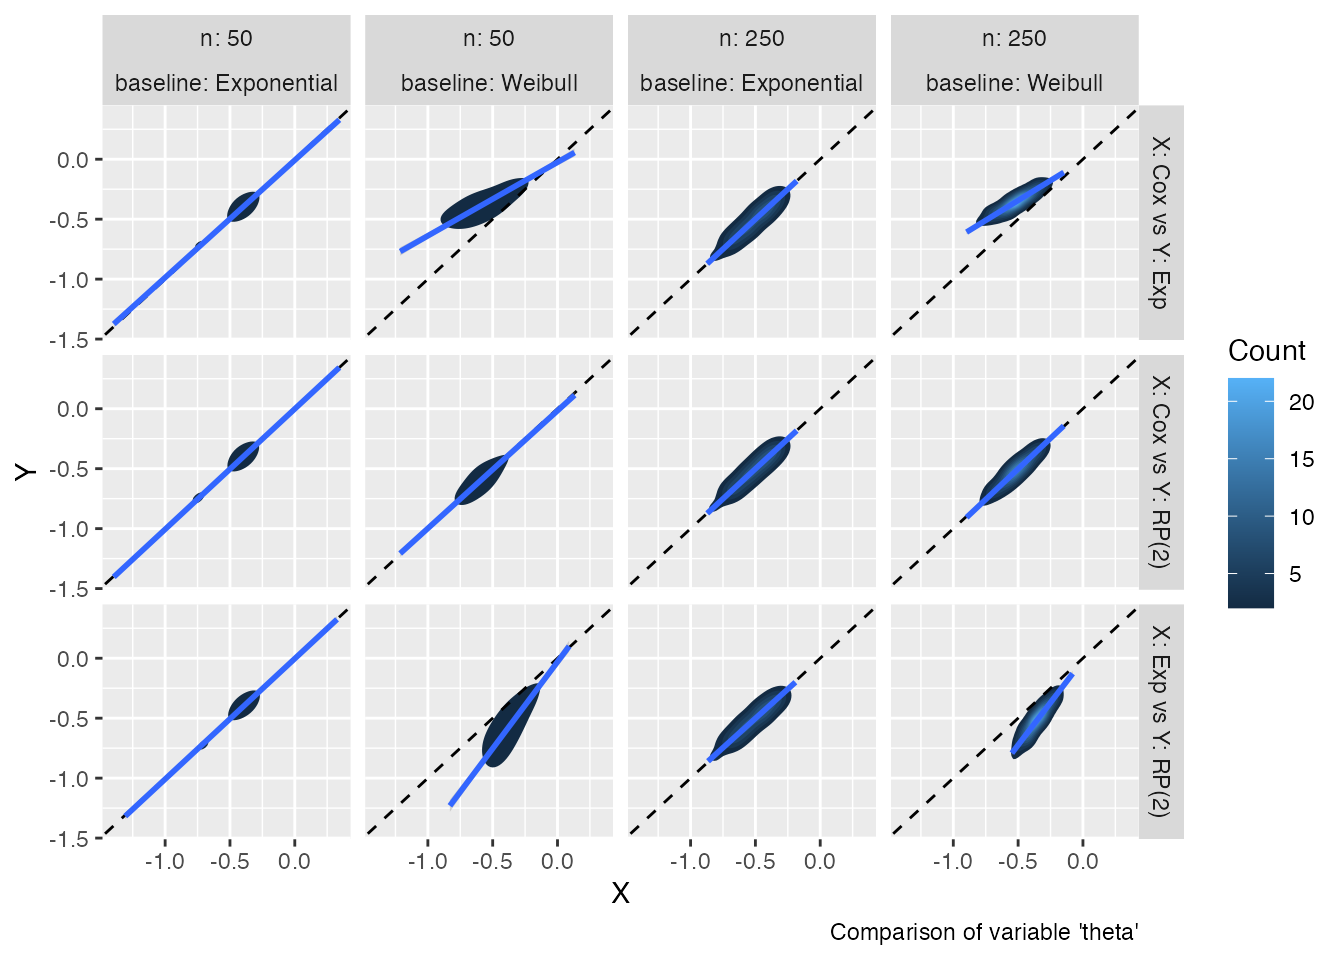 n: 50
n: 50
n: 250
n: 250
baseline: Exponential
baseline: Weibull
baseline: Exponential
baseline: Weibull
0.0
-0.5
-1.0
-1.5
X: Cox vs Y: Exp
0.0
-0.5
-1.0
-1.5
X: Cox vs Y: RP(2)
0.0
-0.5
-1.0
-1.5
X: Exp vs Y: RP(2)
Y
-1.0
-0.5
0.0
-1.0
-0.5
0.0
-1.0
-0.5
0.0
-1.0
-0.5
0.0
X
Count
20
15
10
5
Comparison of variable 'theta'